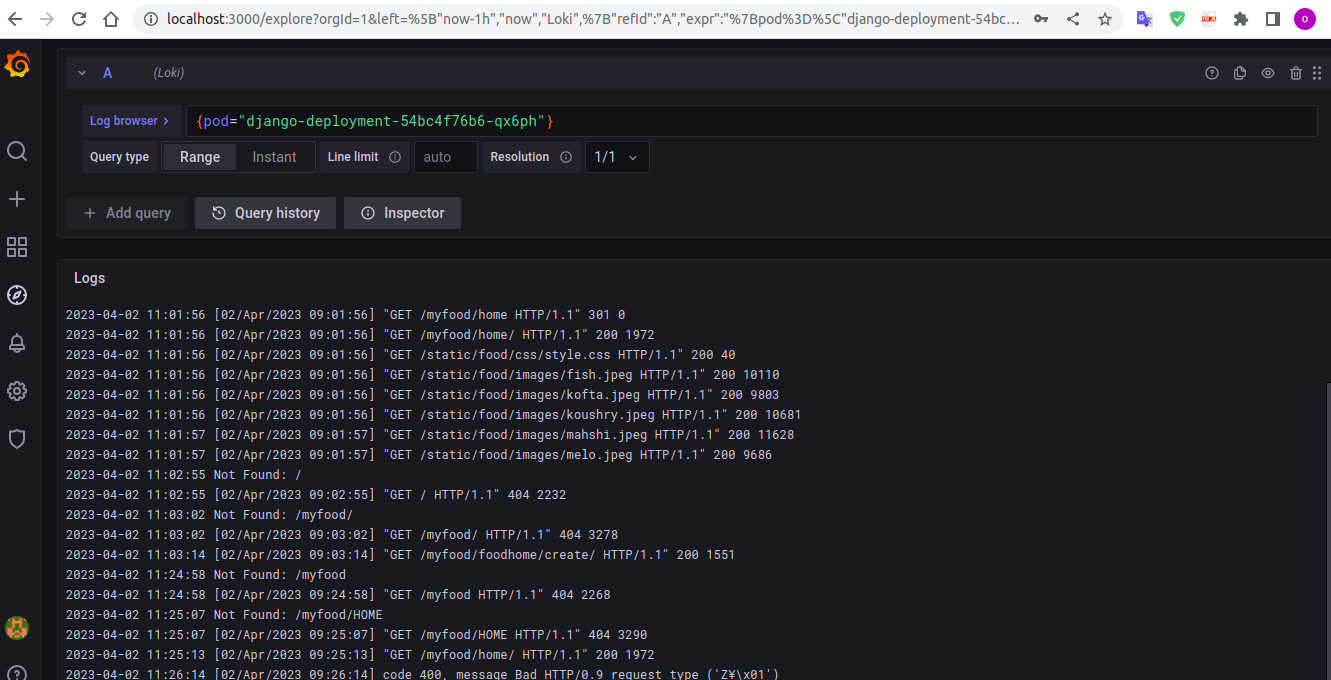 localhost:3000/explore?orgId=1&left=%5B"now-1h","now","Loki",%7B"refId":"A","expr":"%7Bpod%3D%5C"django-deployment-54bc...
O
A (Loki)
Log browser > {pod="django-deployment-54bc4f76b6-qx6ph"}
Query type Range Instant Line limit auto Resolution 1/1
+ Add query Query history Inspector
Logs
2023-04-02 11:01:56 [02/Apr/2023 09:01:56] "GET /myfood/home HTTP/1.1" 301 0
2023-04-02 11:01:56 [02/Apr/2023 09:01:56] "GET /myfood/home/ HTTP/1.1" 200 1972
2023-04-02 11:01:56 [02/Apr/2023 09:01:56] "GET /static/food/css/style.css HTTP/1.1" 200 40
2023-04-02 11:01:56 [02/Apr/2023 09:01:56] "GET /static/food/images/fish.jpeg HTTP/1.1" 200 10110
2023-04-02 11:01:56 [02/Apr/2023 09:01:56] "GET /static/food/images/kofta.jpeg HTTP/1.1" 200 9803
2023-04-02 11:01:56 [02/Apr/2023 09:01:56] "GET /static/food/images/koushry.jpeg HTTP/1.1" 200 10681
2023-04-02 11:01:57 [02/Apr/2023 09:01:57] "GET /static/food/images/mahshi.jpeg HTTP/1.1" 200 11628
2023-04-02 11:01:57 [02/Apr/2023 09:01:57] "GET /static/food/images/melo.jpeg HTTP/1.1" 200 9686
2023-04-02 11:02:55 Not Found: /
2023-04-02 11:02:55 [02/Apr/2023 09:02:55] "GET / HTTP/1.1" 404 2232
2023-04-02 11:03:02 Not Found: /myfood/
2023-04-02 11:03:02 [02/Apr/2023 09:03:02] "GET /myfood/ HTTP/1.1" 404 3278
2023-04-02 11:03:14 [02/Apr/2023 09:03:14] "GET /myfood/foodhome/create/ HTTP/1.1" 200 1551
2023-04-02 11:24:58 Not Found: /myfood
2023-04-02 11:24:58 [02/Apr/2023 09:24:58] "GET /myfood HTTP/1.1" 404 2268
2023-04-02 11:25:07 Not Found: /myfood/HOME
2023-04-02 11:25:07 [02/Apr/2023 09:25:07] "GET /myfood/HOME HTTP/1.1" 404 3290
2023-04-02 11:25:13 [02/Apr/2023 09:25:13] "GET /myfood/home/ HTTP/1.1" 200 1972
2023-04-02 11:26:14 [02/Apr/2023 09:26:14] code 400, message Bad HTTP/0.9 request type ('Z¥\x01')